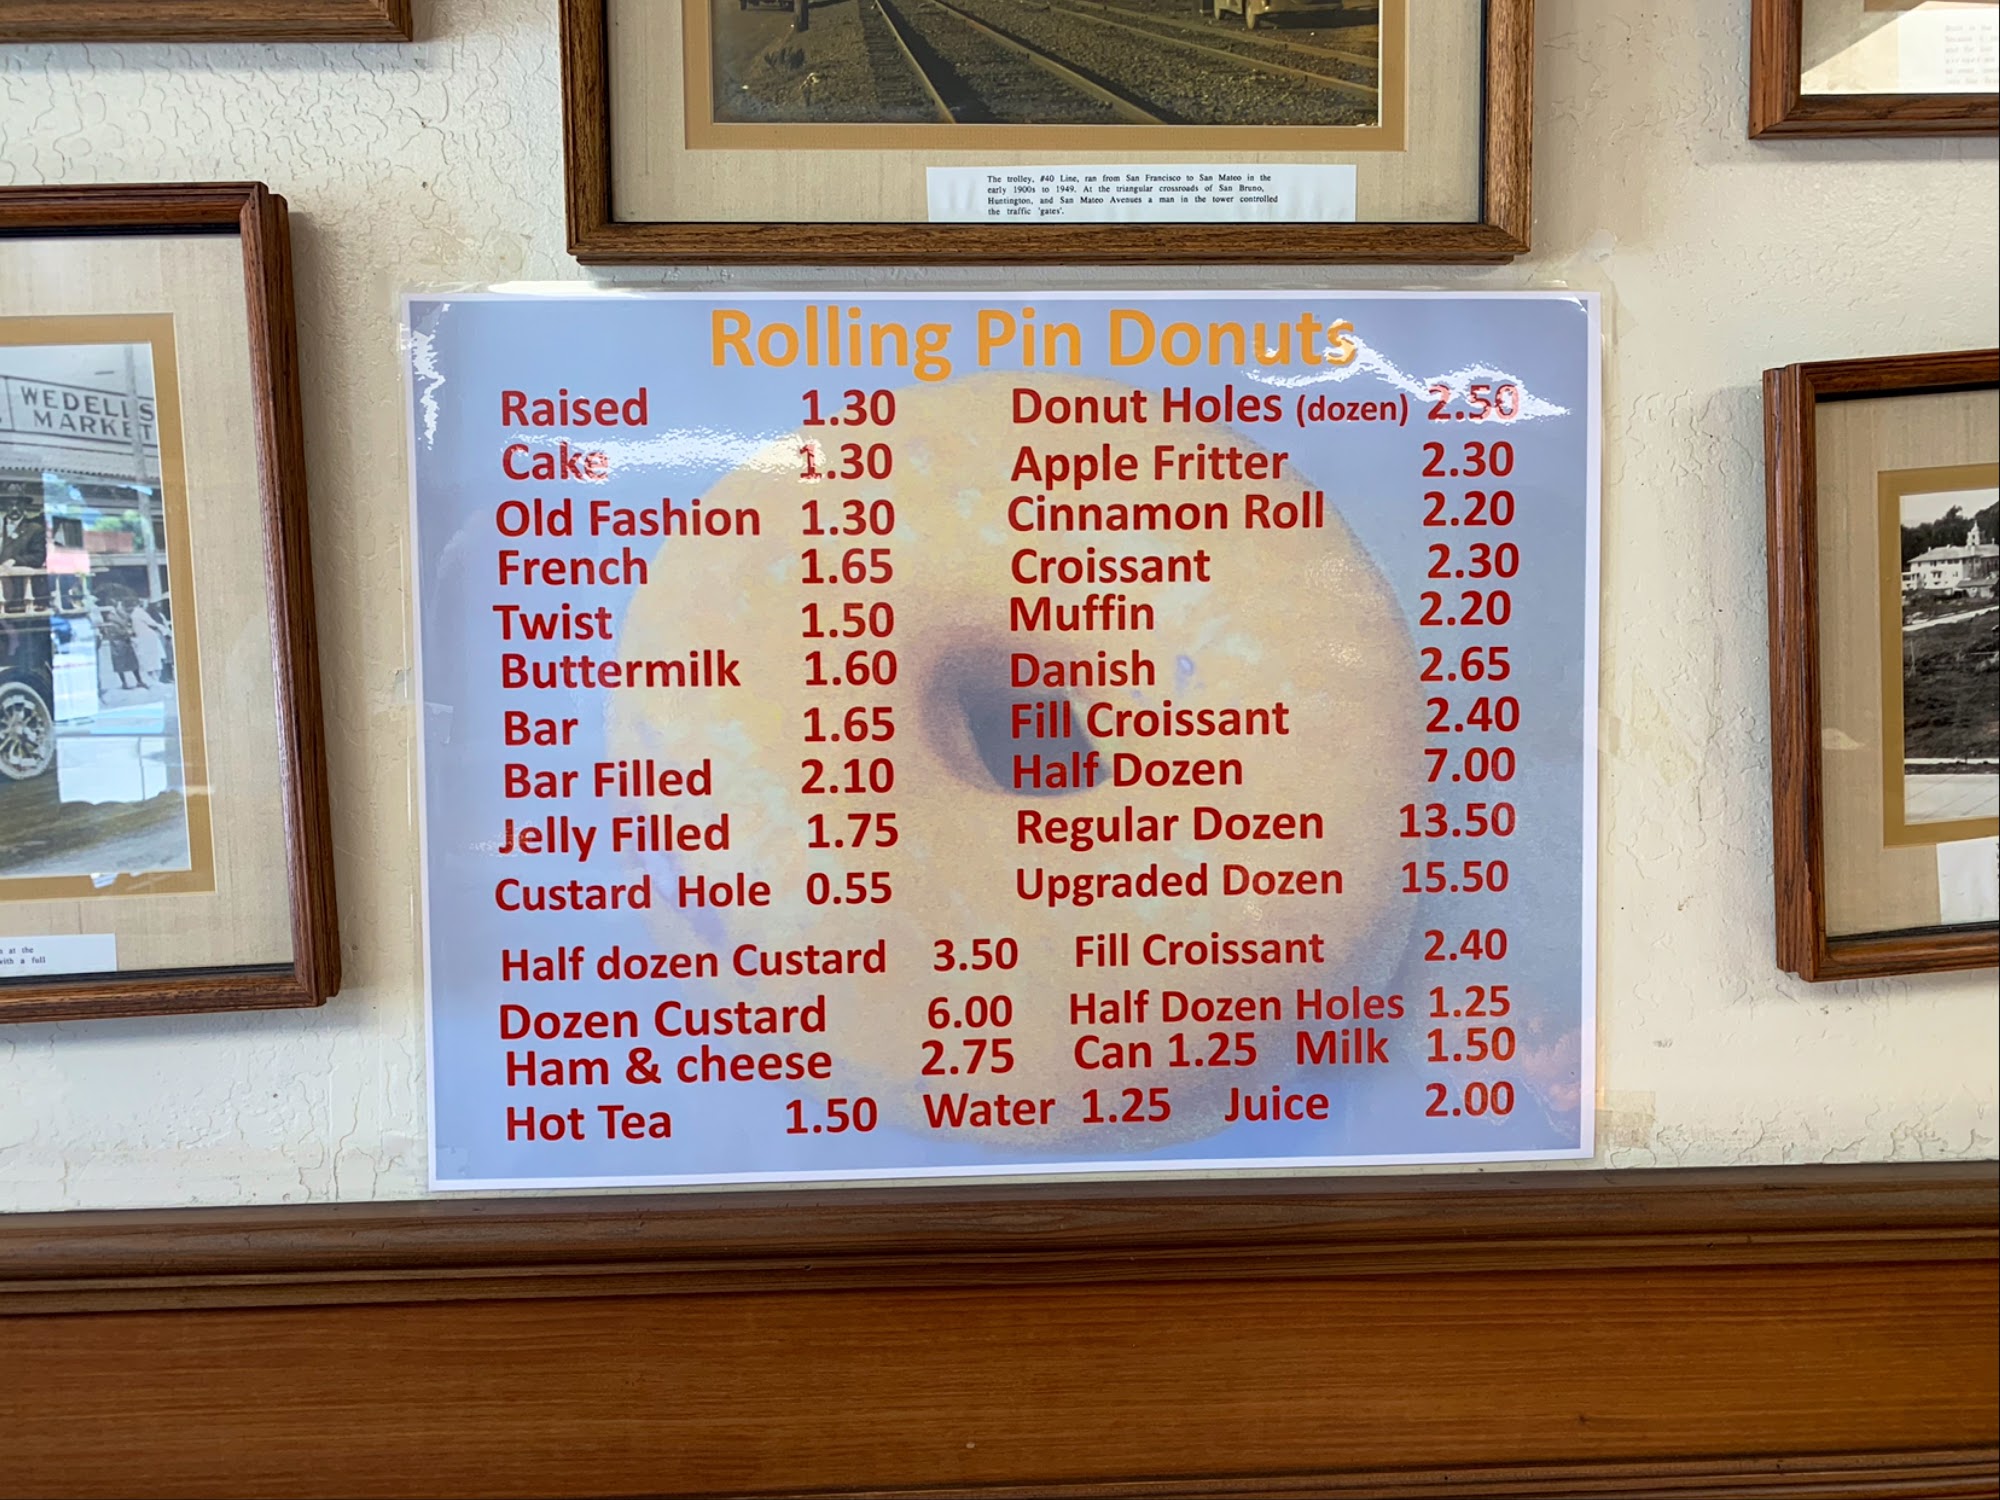 The trolley, #40 Line, ran from San Francisco to San Mateo in the
early 1900s to 1949. At the triangular crossroads of San Bruno,
Huntington, and San Mateo Avenues a man in the tower controlled
the traffic 'gates'.
WEDELL'S
MARKET
at the
with a full
Rolling Pin Donuts
Raised 1.30 Donut Holes (dozen) 2.50
Cake 1.30 Apple Fritter 2.30
Old Fashion 1.30 Cinnamon Roll 2.20
French 1.65 Croissant 2.30
Twist 1.50 Muffin 2.20
Buttermilk 1.60 Danish 2.65
Bar 1.65 Fill Croissant 2.40
Bar Filled 2.10 Half Dozen 7.00
Jelly Filled 1.75 Regular Dozen 13.50
Custard Hole 0.55 Upgraded Dozen 15.50
Half dozen Custard 3.50 Fill Croissant 2.40
Dozen Custard 6.00 Half Dozen Holes 1.25
Ham & cheese 2.75 Can 1.25 Milk 1.50
Hot Tea 1.50 Water 1.25 Juice 2.00